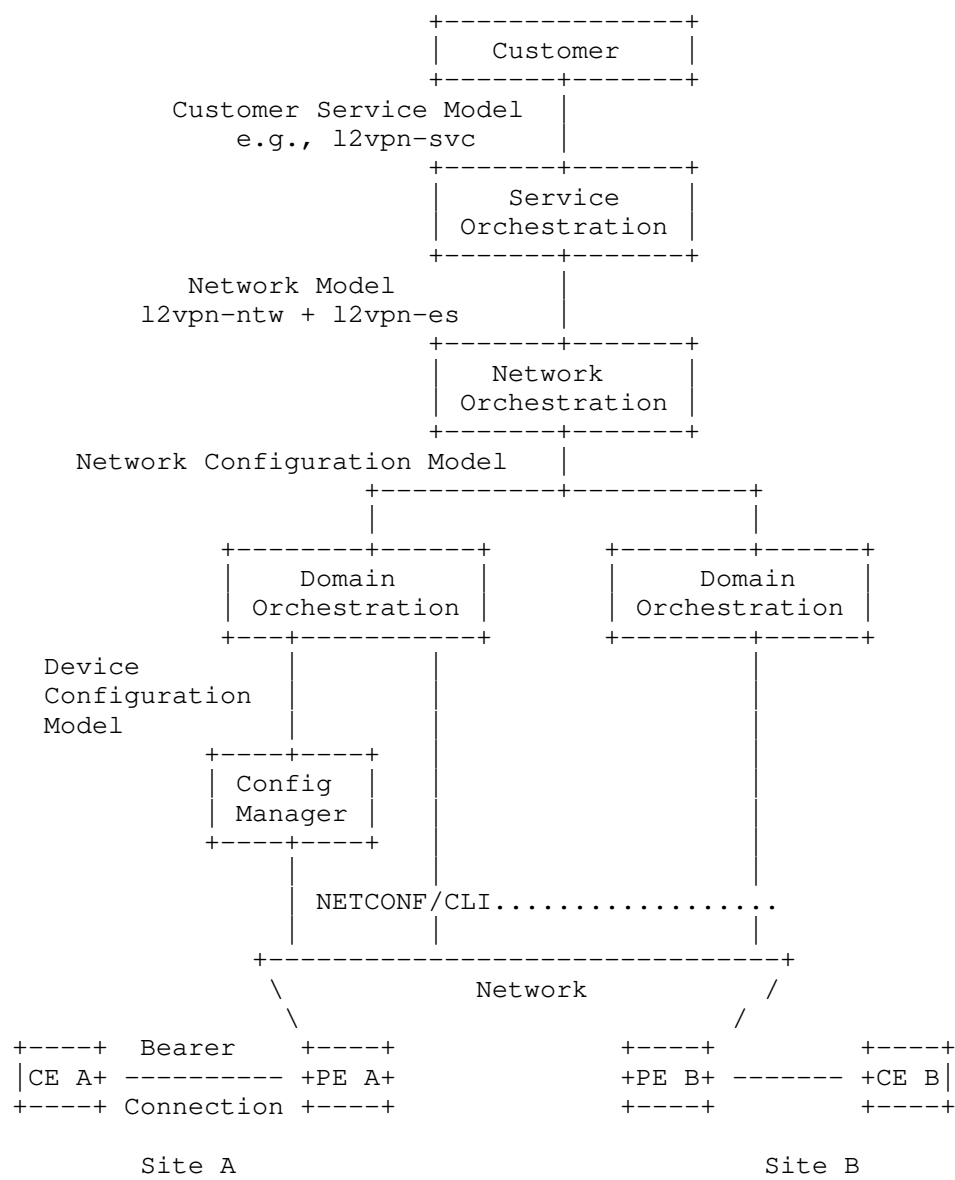 Customer
Customer Service Model
e.g., l2vpn-svc
Service
Orchestration
Network Model
l2vpn-ntw + l2vpn-es
Network
Orchestration
Network Configuration Model
Domain
Orchestration
Domain
Orchestration
Device
Configuration
Model
Config
Manager
NETCONF/CLI..................
Network
Bearer
CE A
PE A
PE B
CE B
Connection
Site A
Site B